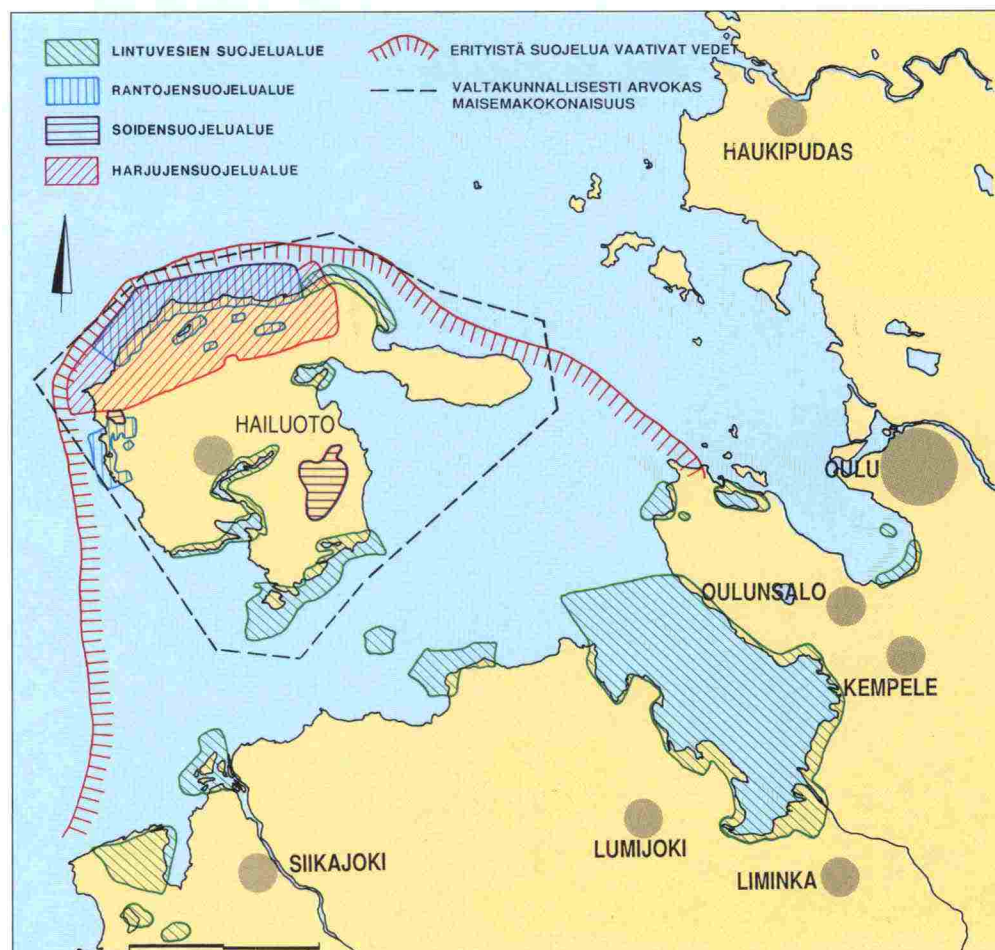 LINTUVESIEN SUOJELUALUE
RANTOJENSUOJELUALUE
SOIDENSUOJELUALUE
HARJUJENSUOJELUALUE
ERITYISTÄ SUOJELUA VAATIVAT VEDET
VALTAKUNNALLISESTI ARVOKAS
MAISEMAKOKONAISUUS
HAUKIPUDAS
HAILUOTO
OULU
OULUNSALO
KEMPELE
LUMIJOKI
SIIKAJOKI
LIMINKA